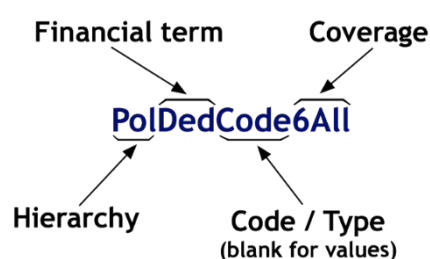 Financial term Coverage
PolDedCode6All
Hierarchy Code / Type
(blank for values)